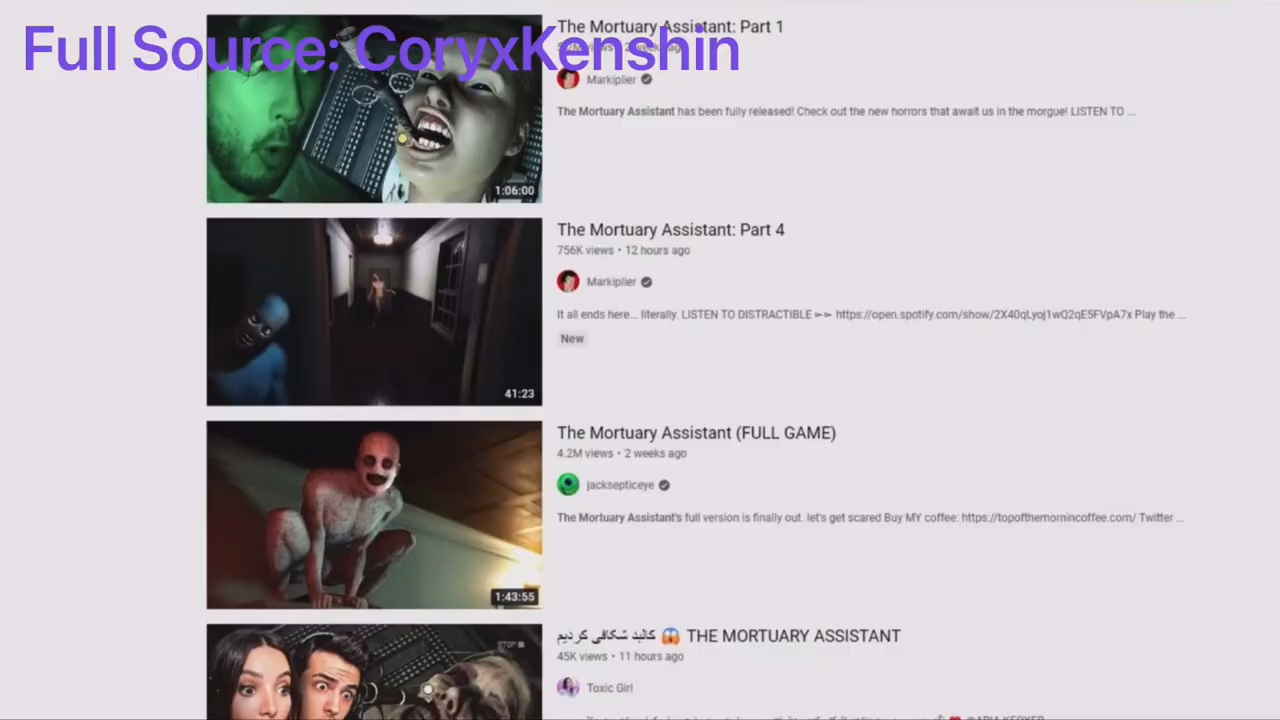 Full Source: CoryxKenshin
The Mortuary Assistant: Part 1
Markiplier
The Mortuary Assistant has been fully released! Check out the new horrors that await us in the morgue! LISTEN TO ...
1:06:00
The Mortuary Assistant: Part 4
756K views • 12 hours ago
Markiplier
It all ends here... literally. LISTEN TO DISTRACTIBLE ►► https://open.spotify.com/show/2X40qLyoj1wQ2qE5FVpA7x Play the ...
New
41:23
The Mortuary Assistant (FULL GAME)
4.2M views • 2 weeks ago
jacksepticeye
The Mortuary Assistant's full version is finally out. let's get scared Buy MY coffee: https://topofthemornincoffee.com/ Twitter ...
1:43:55
کالبد شکافی کردیم 😱 THE MORTUARY ASSISTANT
45K views • 11 hours ago
Toxic Girl
STOP